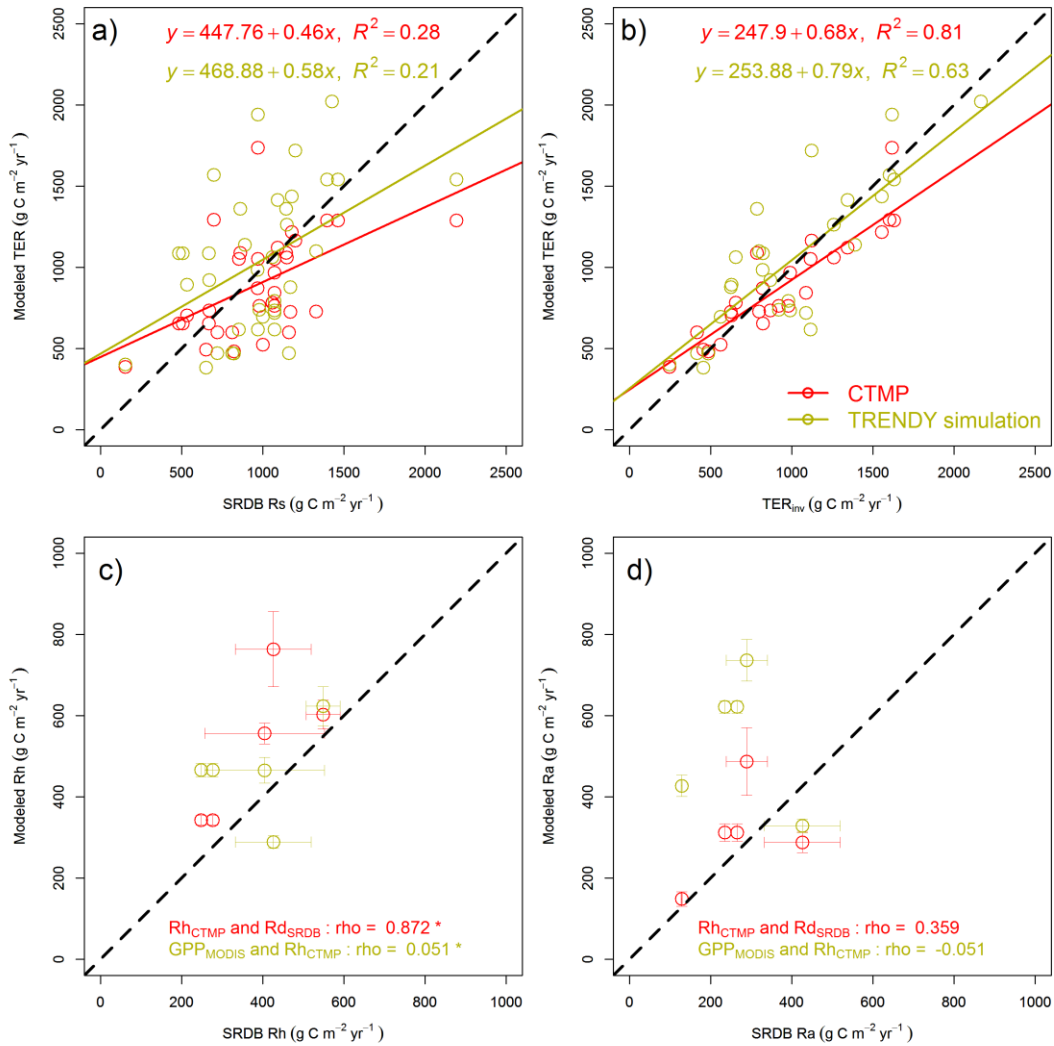 a)
y = 447.76 + 0.46x, R² = 0.28
y = 468.88 + 0.58x, R² = 0.21
2500
2000
1500
1000
500
0
Modeled TER (g C m⁻² yr⁻¹)
0 500 1000 1500 2000 2500
SRDB Rs (g C m⁻² yr⁻¹)
b)
y = 247.9 + 0.68x, R² = 0.81
y = 253.88 + 0.79x, R² = 0.63
2500
2000
1500
1000
500
0
Modeled TER (g C m⁻² yr⁻¹)
CTMP
TRENDY simulation
0 500 1000 1500 2000 2500
TERinv (g C m⁻² yr⁻¹)
c)
1000
800
600
400
200
0
Modeled Rh (g C m⁻² yr⁻¹)
RhCTMP and RdSRDB : rho = 0.872 *
GPPMODIS and RhCTMP : rho = 0.051 *
0 200 400 600 800 1000
SRDB Rh (g C m⁻² yr⁻¹)
d)
1000
800
600
400
200
0
Modeled Ra (g C m⁻² yr⁻¹)
RhCTMP and RdSRDB : rho = 0.359
GPPMODIS and RhCTMP : rho = -0.051
0 200 400 600 800 1000
SRDB Ra (g C m⁻² yr⁻¹)